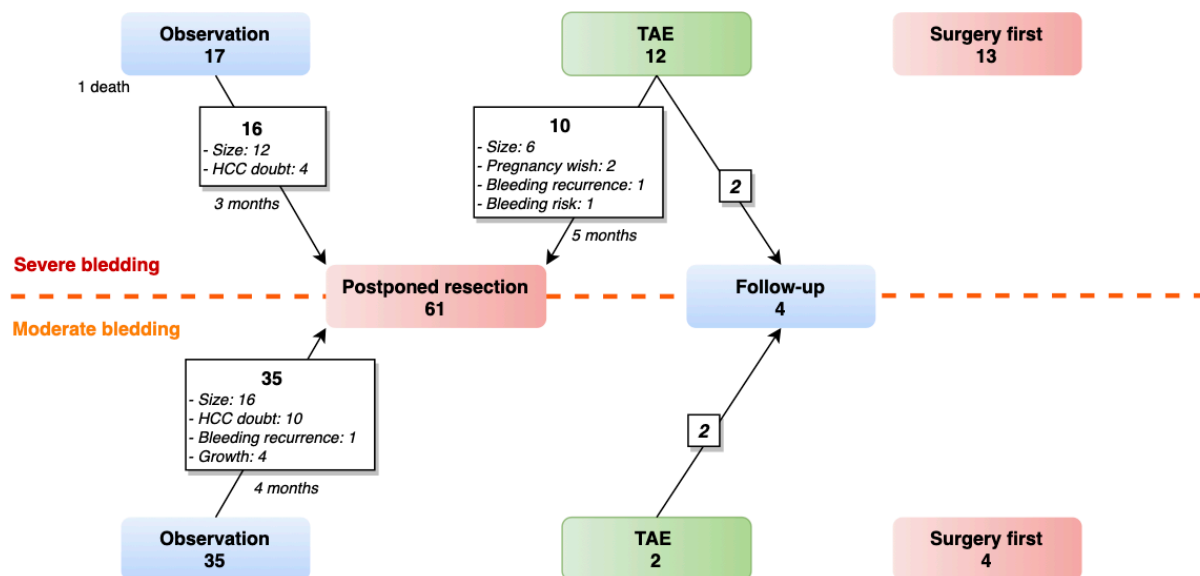 Observation
17
TAE
12
Surgery first
13
1 death
16
- Size: 12
- HCC doubt: 4
3 months
10
- Size: 6
- Pregnancy wish: 2
- Bleeding recurrence: 1
- Bleeding risk: 1
5 months
2
Severe bledding
Postponed resection
61
Follow-up
4
Moderate bledding
35
- Size: 16
- HCC doubt: 10
- Bleeding recurrence: 1
- Growth: 4
4 months
2
Observation
35
TAE
2
Surgery first
4